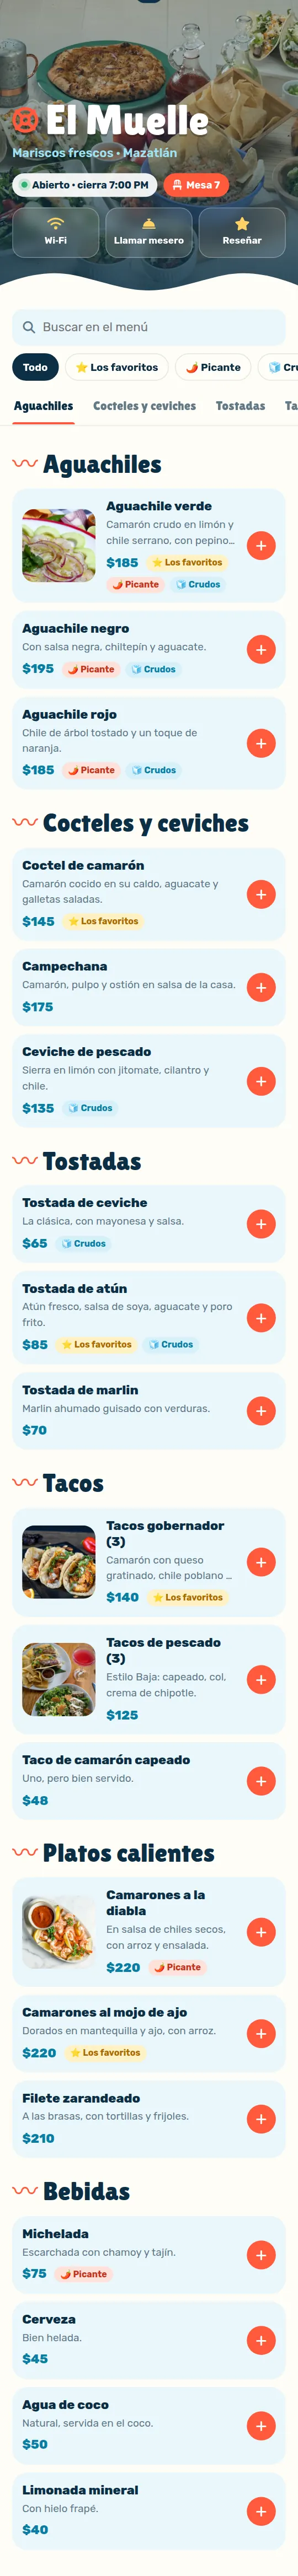 El Muelle
Mariscos frescos • Mazatlán
Abierto • cierra 7:00 PM
Mesa 7
Wi-Fi
Llamar mesero
Reseñar
Buscar en el menú
Todo
Los favoritos
Picante
Cru
Aguachiles
Cocteles y ceviches
Tostadas
Ta
Aguachiles
Aguachile verde
Camarón crudo en limón y
chile serrano, con pepino…
$185
Los favoritos
Picante
Crudos
Aguachile negro
Con salsa negra, chiltepín y aguacate.
$195
Picante
Crudos
Aguachile rojo
Chile de árbol tostado y un toque de
naranja.
$185
Picante
Crudos
Cocteles y ceviches
Coctel de camarón
Camarón cocido en su caldo, aguacate y
galletas saladas.
$145
Los favoritos
Campechana
Camarón, pulpo y ostión en salsa de la casa.
$175
Ceviche de pescado
Sierra en limón con jitomate, cilantro y
chile.
$135
Crudos
Tostadas
Tostada de ceviche
La clásica, con mayonesa y salsa.
$65
Crudos
Tostada de atún
Atún fresco, salsa de soya, aguacate y poro
frito.
$85
Los favoritos
Crudos
Tostada de marlin
Marlin ahumado guisado con verduras.
$70
Tacos
Tacos gobernador
(3)
Camarón con queso
gratinado, chile poblano …
$140
Los favoritos
Tacos de pescado
(3)
Estilo Baja: capeado, col,
crema de chipotle.
$125
Taco de camarón capeado
Uno, pero bien servido.
$48
Platos calientes
Camarones a la
diabla
En salsa de chiles secos,
con arroz y ensalada.
$220
Picante
Camarones al mojo de ajo
Dorados en mantequilla y ajo, con arroz.
$220
Los favoritos
Filete zarandeado
A las brasas, con tortillas y frijoles.
$210
Bebidas
Michelada
Escarchada con chamoy y tajín.
$75
Picante
Cerveza
Bien helada.
$45
Agua de coco
Natural, servida en el coco.
$50
Limonada mineral
Con hielo frapé.
$40